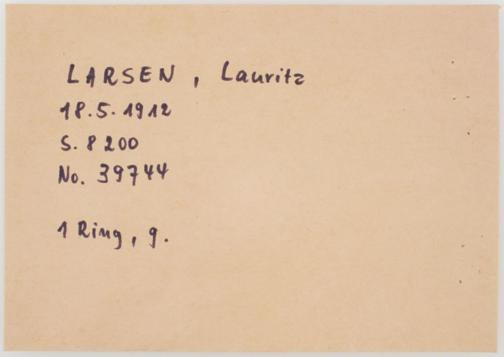 LARSEN, Lauritz
18.5.1912
S. 8200
No. 39744
1 Ring, g.